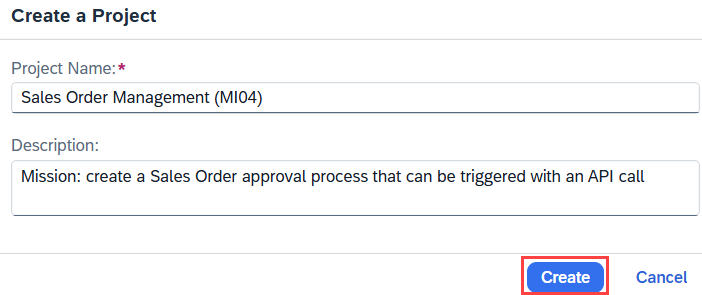 Create a Project
Project Name:*
Sales Order Management (MI04)
Description:
Mission: create a Sales Order approval process that can be triggered with an API call
Create Cancel